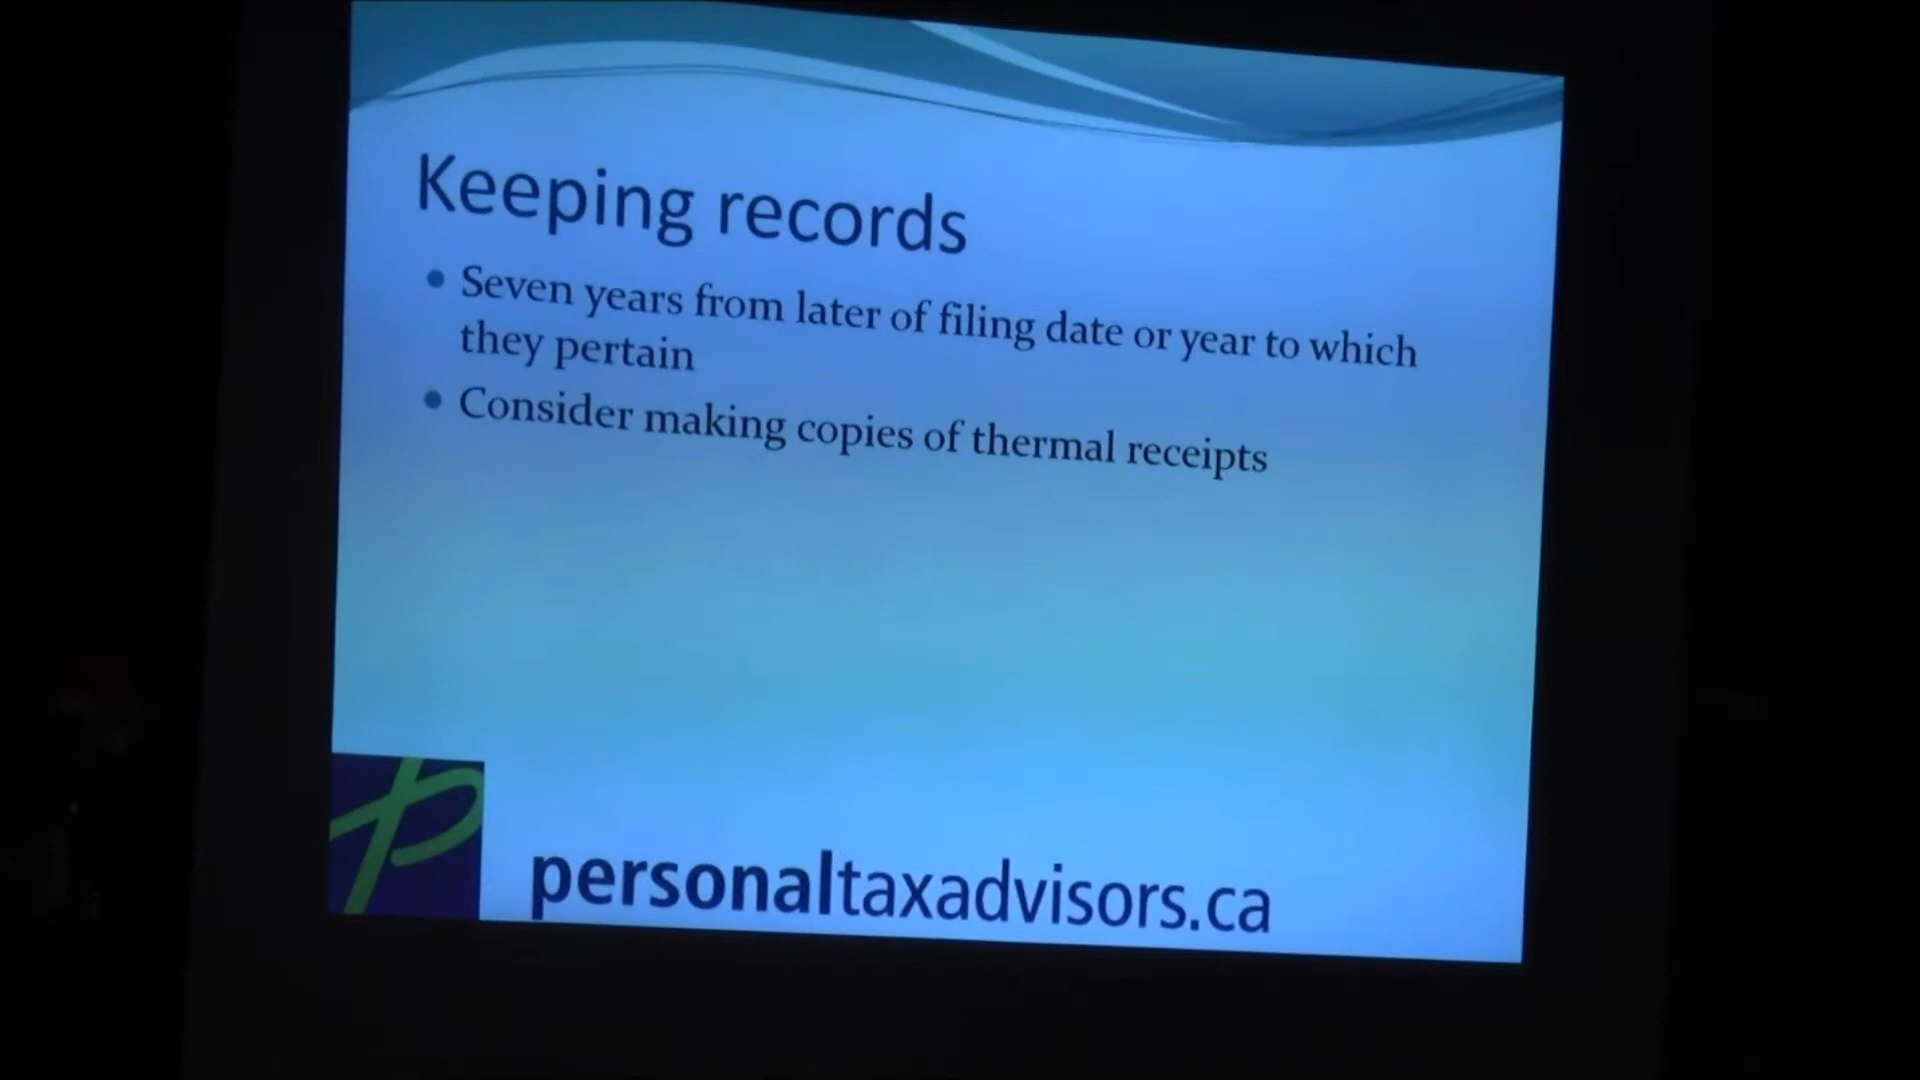 Keeping records
• Seven years from later of filing date or year to which
they pertain
• Consider making copies of thermal receipts
personaltaxadvisors.ca